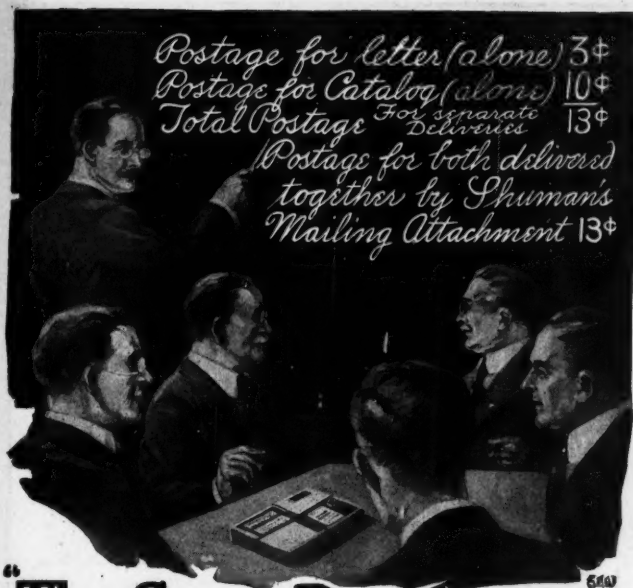 Postage for letter (alone) 3¢
Postage for Catalog (alone) 10¢
Total Postage For separate Deliveries 13¢
Postage for both delivered
together by Shuman's
Mailing Attachment 13¢